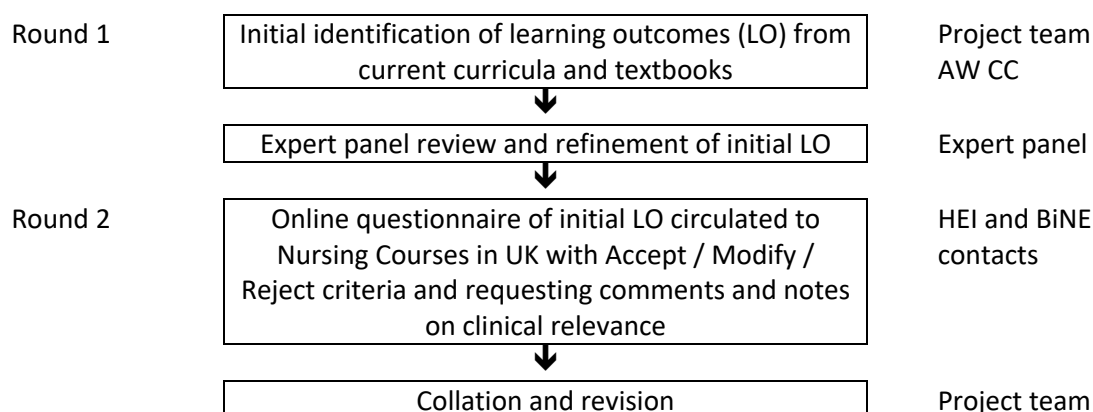 Round 1
Initial identification of learning outcomes (LO) from
current curricula and textbooks
Project team
AW CC
Expert panel review and refinement of initial LO
Expert panel
Round 2
Online questionnaire of initial LO circulated to
Nursing Courses in UK with Accept / Modify /
Reject criteria and requesting comments and notes
on clinical relevance
HEI and BiNE
contacts
Collation and revision
Project team